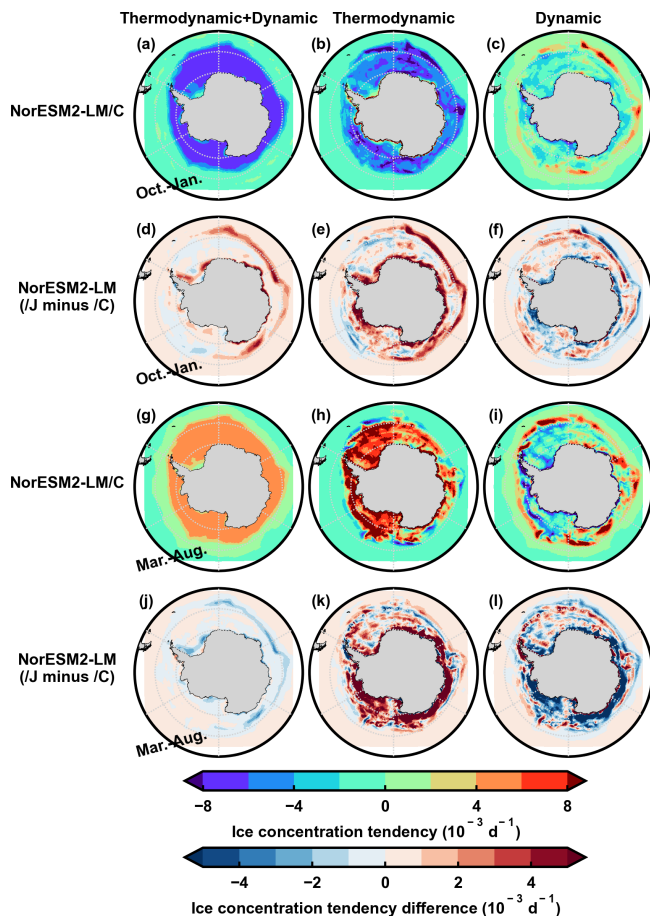 Thermodynamic+Dynamic Thermodynamic Dynamic
(a) (b) (c)
NorESM2-LM/C
Oct.-Jan.
(d) (e) (f)
NorESM2-LM
(/J minus /C)
Oct.-Jan.
(g) (h) (i)
NorESM2-LM/C
Mar.-Aug.
(j) (k) (l)
NorESM2-LM
(/J minus /C)
Mar.-Aug.
−8 −4 0 4 8
Ice concentration tendency (10⁻³ d⁻¹)
−4 −2 0 2 4
Ice concentration tendency difference (10⁻³ d⁻¹)